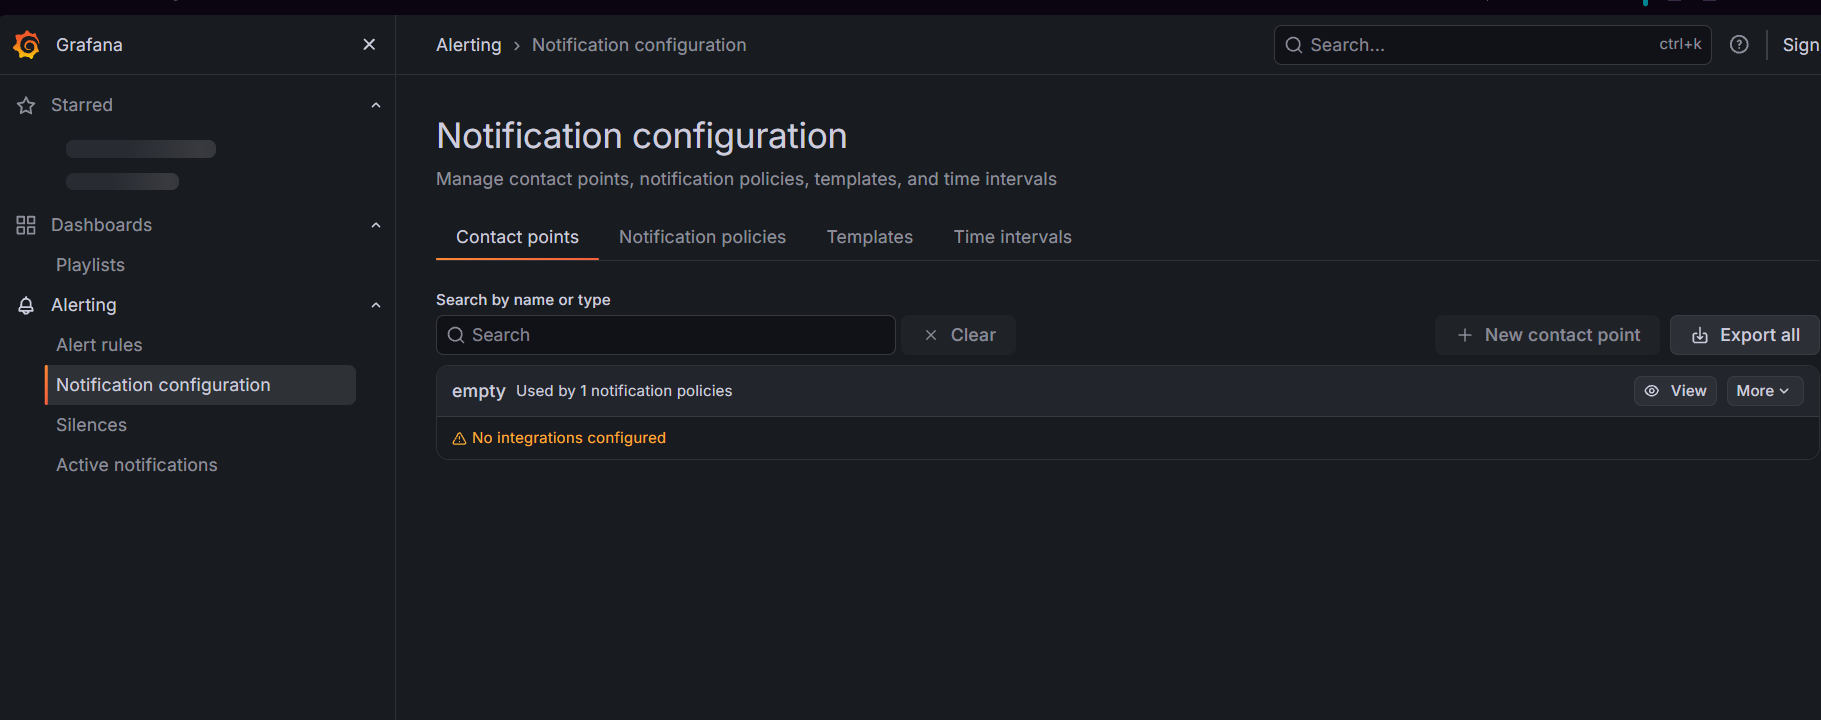 Grafana
Alerting › Notification configuration
Search...
ctrl+k
Sign
Starred
Dashboards
Playlists
Alerting
Alert rules
Notification configuration
Silences
Active notifications
Notification configuration
Manage contact points, notification policies, templates, and time intervals
Contact points
Notification policies
Templates
Time intervals
Search by name or type
Search
Clear
New contact point
Export all
empty Used by 1 notification policies
View
More
No integrations configured